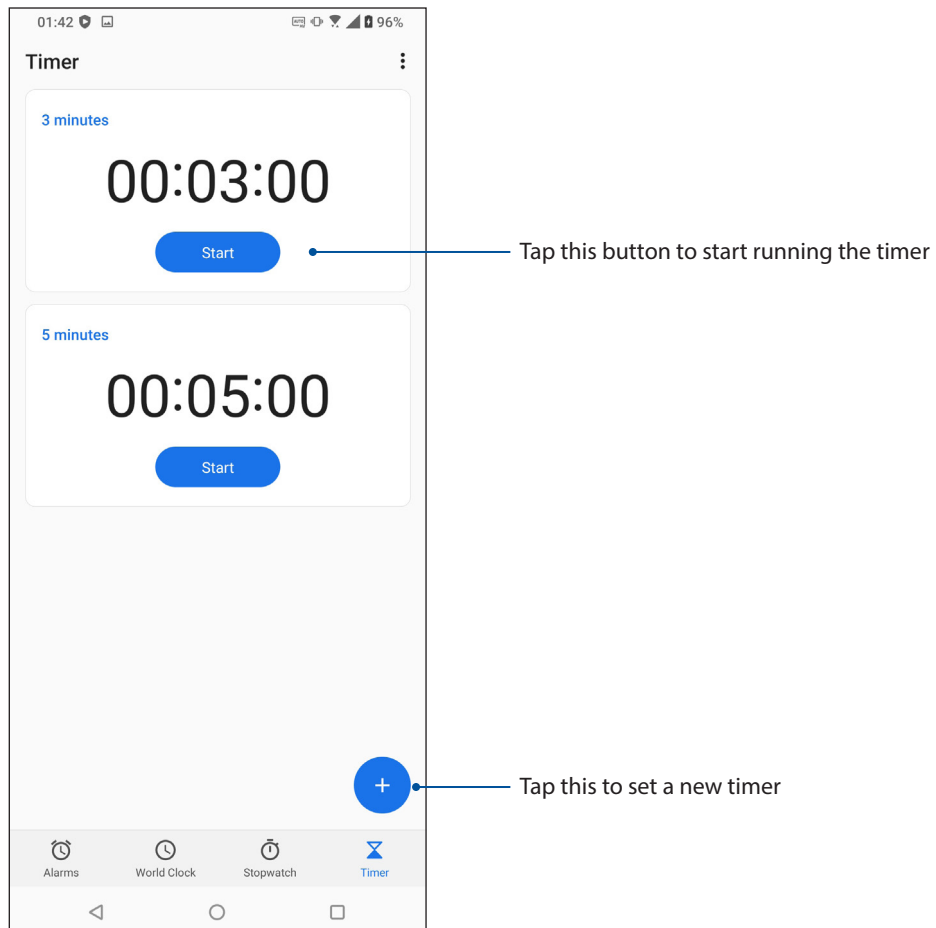 01:42 96%
Timer
3 minutes
00:03:00
Start
Tap this button to start running the timer
5 minutes
00:05:00
Start
+
Tap this to set a new timer
Alarms World Clock Stopwatch Timer